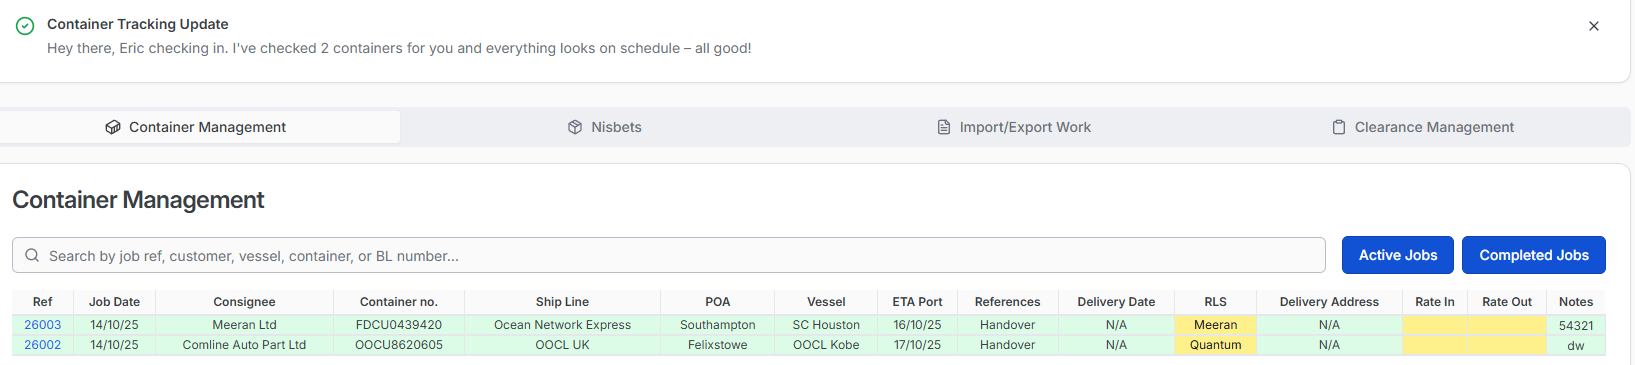 Container Tracking Update
Hey there, Eric checking in. I've checked 2 containers for you and everything looks on schedule – all good!
Container Management Nisbets Import/Export Work Clearance Management
Container Management
Search by job ref, customer, vessel, container, or BL number... Active Jobs Completed Jobs
Ref Job Date Consignee Container no. Ship Line POA Vessel ETA Port References Delivery Date RLS Delivery Address Rate In Rate Out Notes
26003 14/10/25 Meeran Ltd FDCU0439420 Ocean Network Express Southampton SC Houston 16/10/25 Handover N/A Meeran N/A 54321
26002 14/10/25 Comline Auto Part Ltd OOCU8620605 OOCL UK Felixstowe OOCL Kobe 17/10/25 Handover N/A Quantum N/A dw